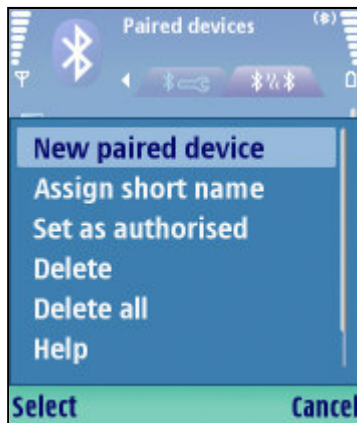 Paired devices
New paired device
Assign short name
Set as authorised
Delete
Delete all
Help
Select Cancel